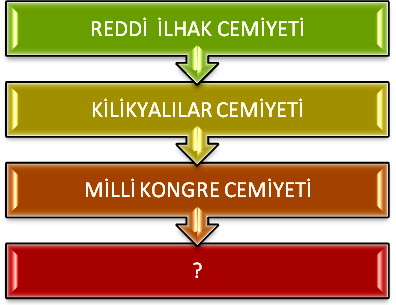 REDDİ İLHAK CEMİYETİ
KİLİKYALILAR CEMİYETİ
MİLLİ KONGRE CEMİYETİ
?